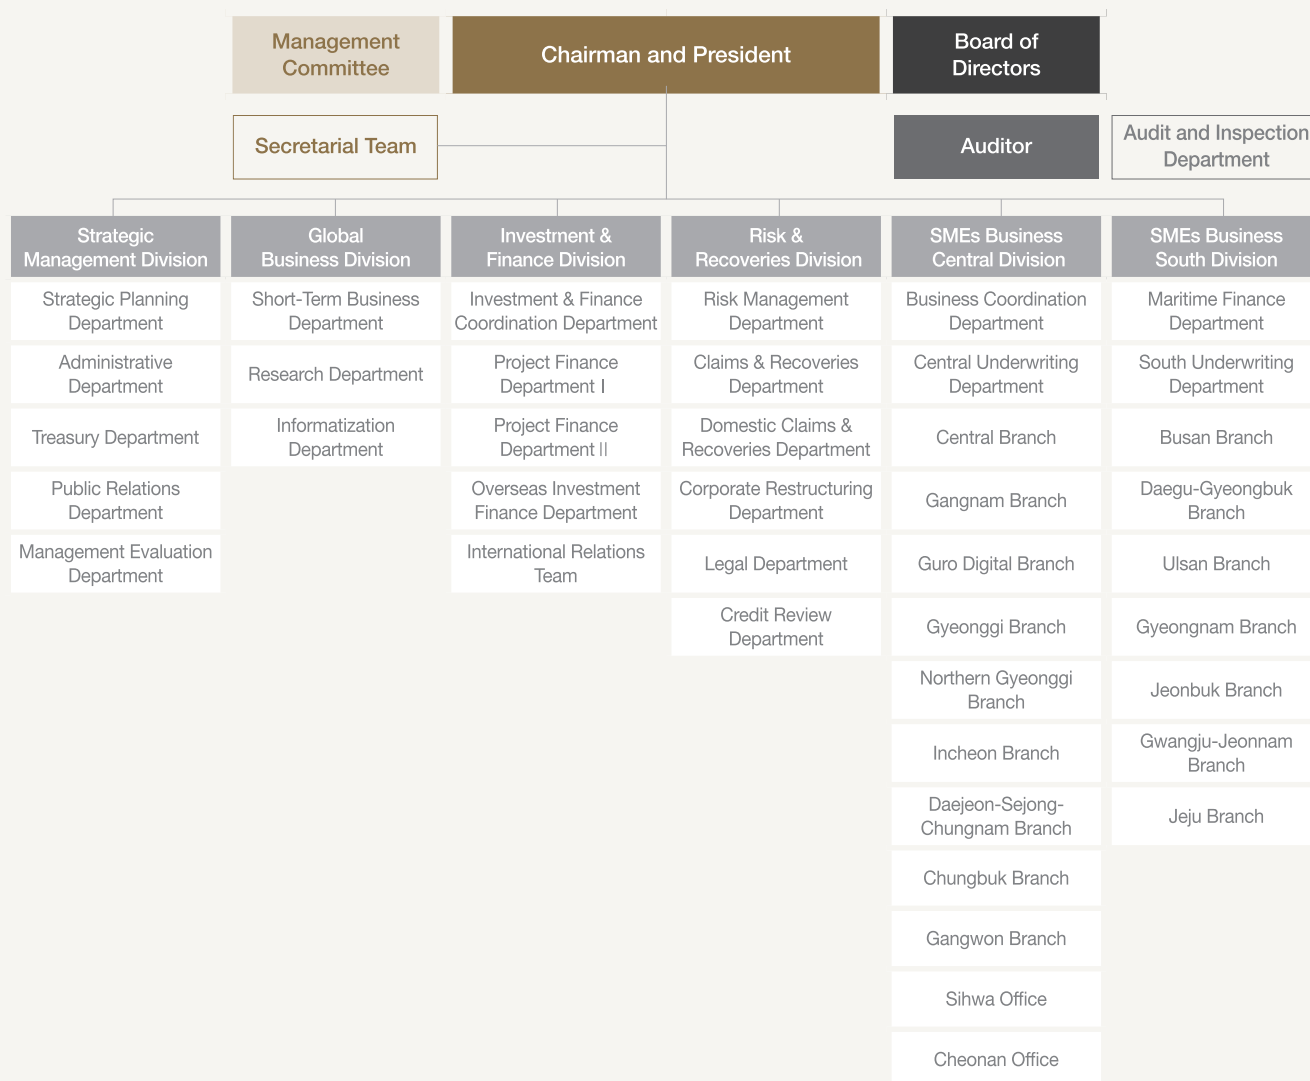 Management
Committee
Chairman and President
Board of
Directors
Secretarial Team
Auditor
Audit and Inspection
Department
Strategic
Management Division
Strategic Planning
Department
Administrative
Department
Treasury Department
Public Relations
Department
Management Evaluation
Department
Global
Business Division
Short-Term Business
Department
Research Department
Informatization
Department
Investment &
Finance Division
Investment & Finance
Coordination Department
Project Finance
Department I
Project Finance
Department II
Overseas Investment
Finance Department
International Relations
Team
Risk &
Recoveries Division
Risk Management
Department
Claims & Recoveries
Department
Domestic Claims &
Recoveries Department
Corporate Restructuring
Department
Legal Department
Credit Review
Department
SMEs Business
Central Division
Business Coordination
Department
Central Underwriting
Department
Central Branch
Gangnam Branch
Guro Digital Branch
Gyeonggi Branch
Northern Gyeonggi
Branch
Incheon Branch
Daejeon-Sejong-
Chungnam Branch
Chungbuk Branch
Gangwon Branch
Sihwa Office
Cheonan Office
SMEs Business
South Division
Maritime Finance
Department
South Underwriting
Department
Busan Branch
Daegu-Gyeongbuk
Branch
Ulsan Branch
Gyeongnam Branch
Jeonbuk Branch
Gwangju-Jeonnam
Branch
Jeju Branch